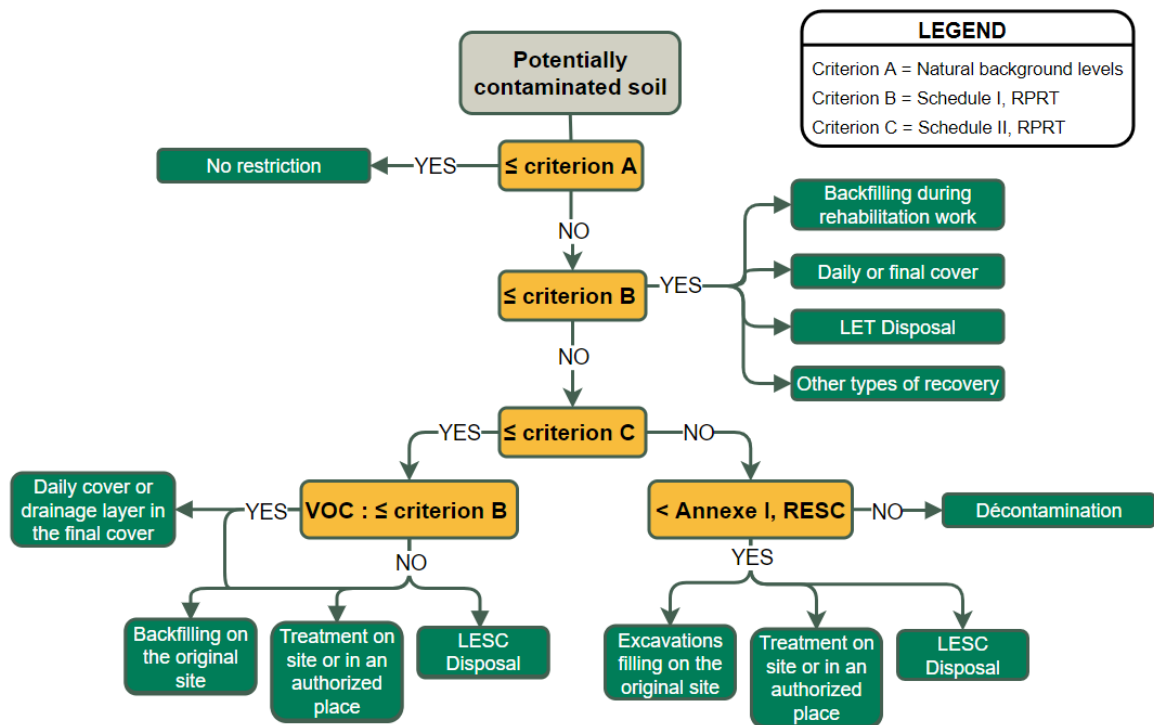 LEGEND
Criterion A = Natural background levels
Criterion B = Schedule I, RPRT
Criterion C = Schedule II, RPRT
Potentially
contaminated soil
≤ criterion A
YES
No restriction
NO
≤ criterion B
YES
Backfilling during
rehabilitation work
Daily or final cover
LET Disposal
Other types of recovery
NO
≤ criterion C
YES
NO
VOC : ≤ criterion B
YES
Daily cover or
drainage layer in
the final cover
NO
Backfilling on
the original
site
Treatment on
site or in an
authorized
place
LESC
Disposal
< Annexe I, RESC
NO
Décontamination
YES
Excavations
filling on the
original site
Treatment on
site or in an
authorized
place
LESC
Disposal